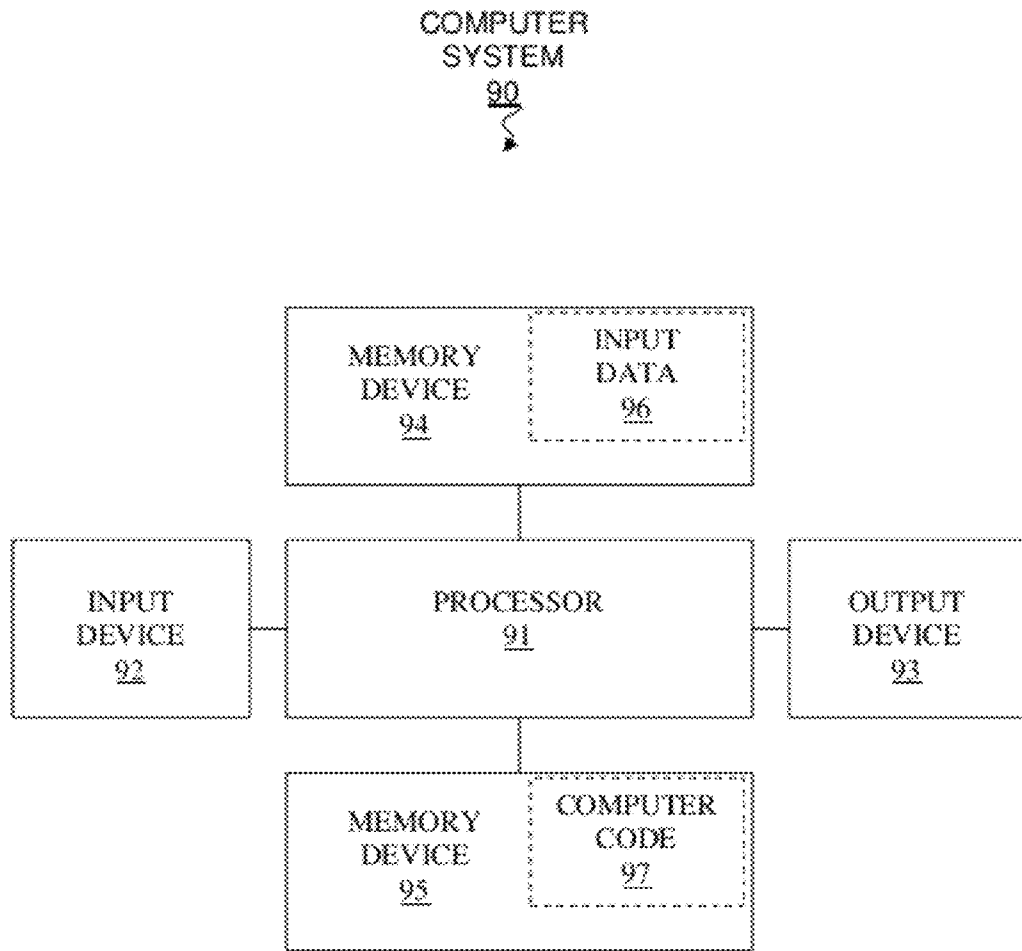 COMPUTER
SYSTEM
90
MEMORY
DEVICE
94
INPUT
DATA
96
INPUT
DEVICE
92
PROCESSOR
91
OUTPUT
DEVICE
93
MEMORY
DEVICE
95
COMPUTER
CODE
97